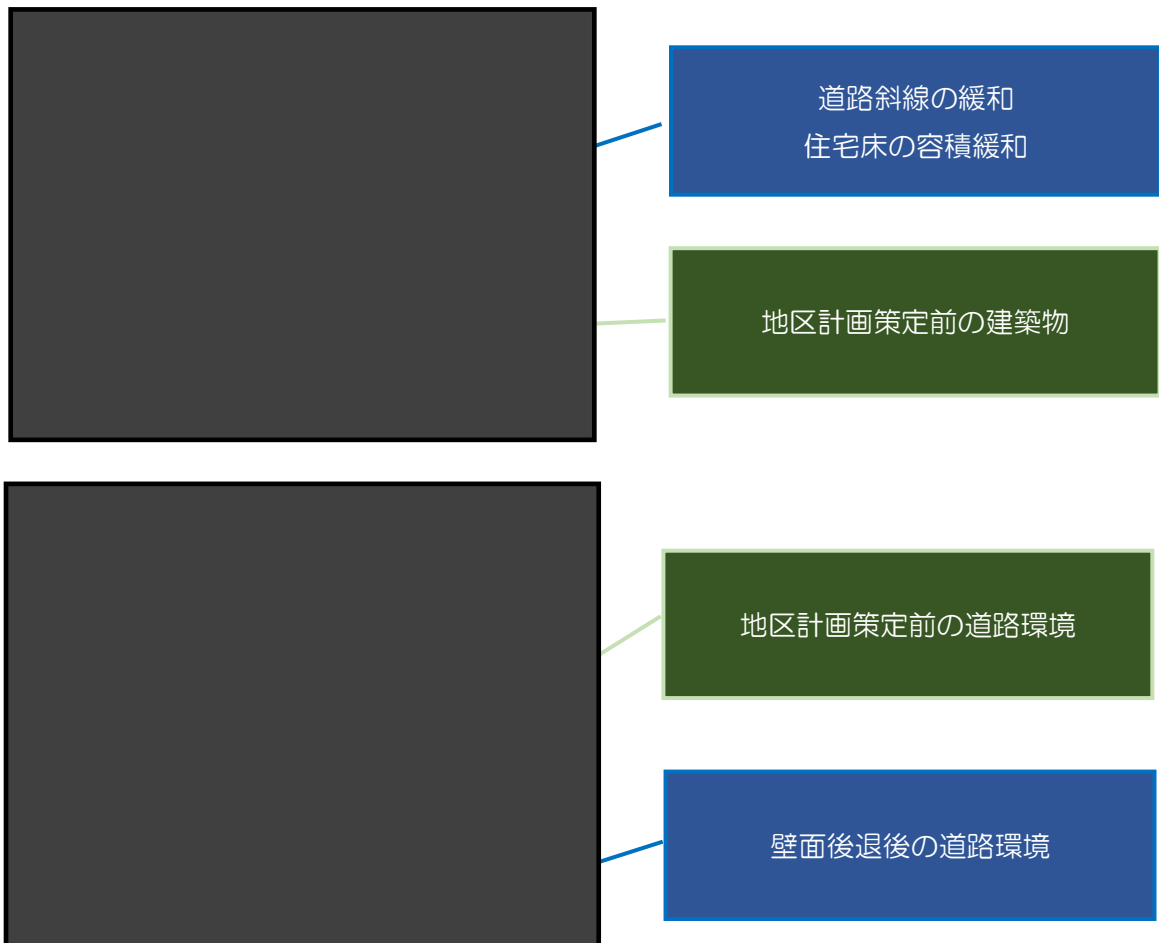 道路斜線の緩和
住宅床の容積緩和
地区計画策定前の建築物
地区計画策定前の道路環境
壁面後退後の道路環境